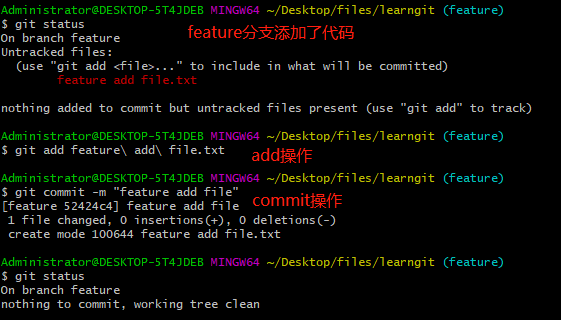 Administrator@DESKTOP-5T4JDEB MINGW64 ~/Desktop/files/learngit (feature)
$ git status
feature分支添加了代码
On branch feature
Untracked files:
(use "git add <file>..." to include in what will be committed)
feature add file.txt
nothing added to commit but untracked files present (use "git add" to track)
Administrator@DESKTOP-5T4JDEB MINGW64 ~/Desktop/files/learngit (feature)
$ git add feature\ add\ file.txt
add操作
Administrator@DESKTOP-5T4JDEB MINGW64 ~/Desktop/files/learngit (feature)
$ git commit -m "feature add file"
commit操作
[feature 52424c4] feature add file
1 file changed, 0 insertions(+), 0 deletions(-)
create mode 100644 feature add file.txt
Administrator@DESKTOP-5T4JDEB MINGW64 ~/Desktop/files/learngit (feature)
$ git status
On branch feature
nothing to commit, working tree clean